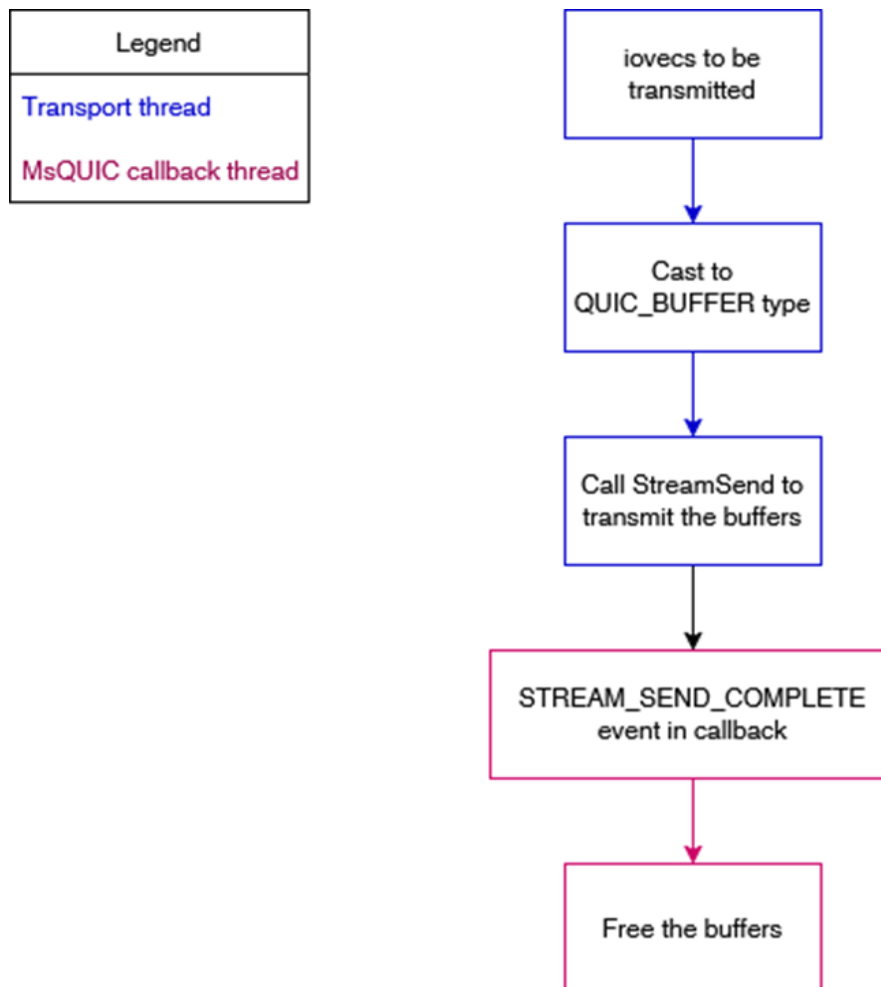 Legend
Transport thread
MsQUIC callback thread
iovecs to be
transmitted
Cast to
QUIC_BUFFER type
Call StreamSend to
transmit the buffers
STREAM_SEND_COMPLETE
event in callback
Free the buffers